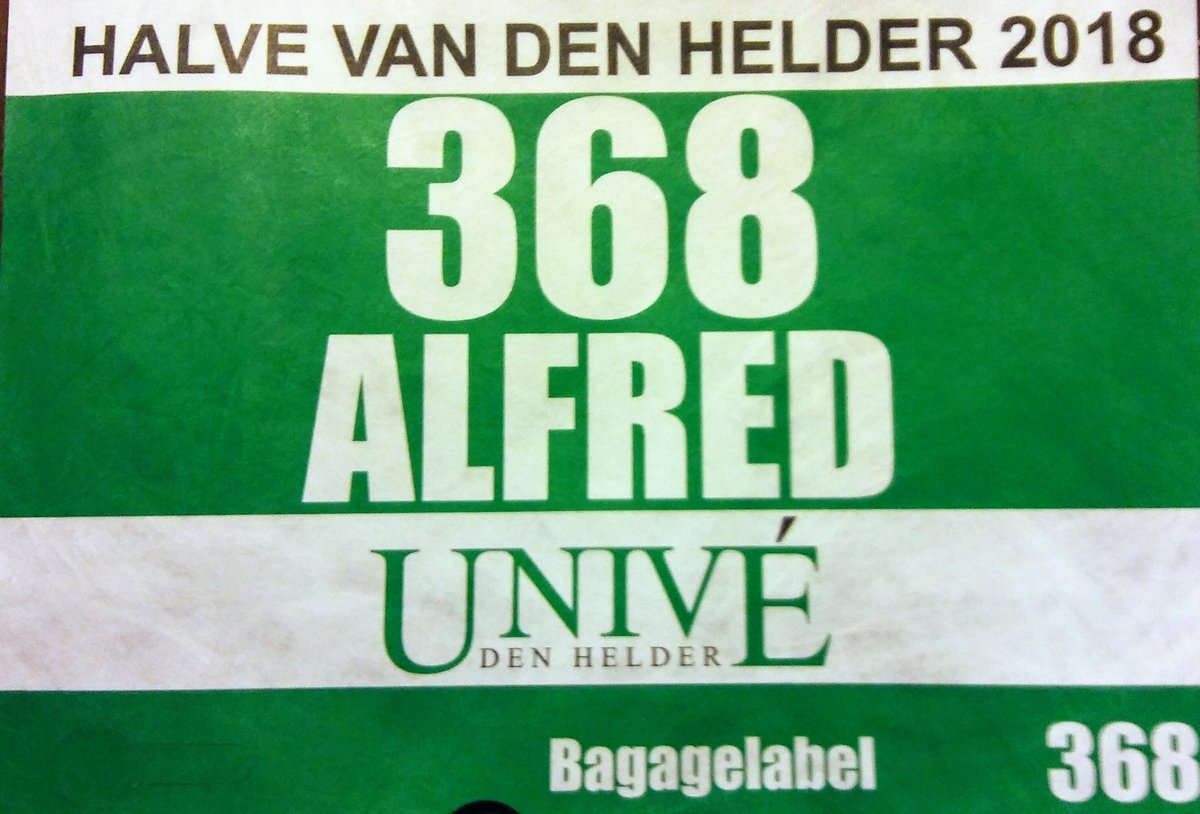 HALVE VAN DEN HELDER 2018
368
ALFRED
UNIVÉ
DEN HELDER
Bagagelabel 368